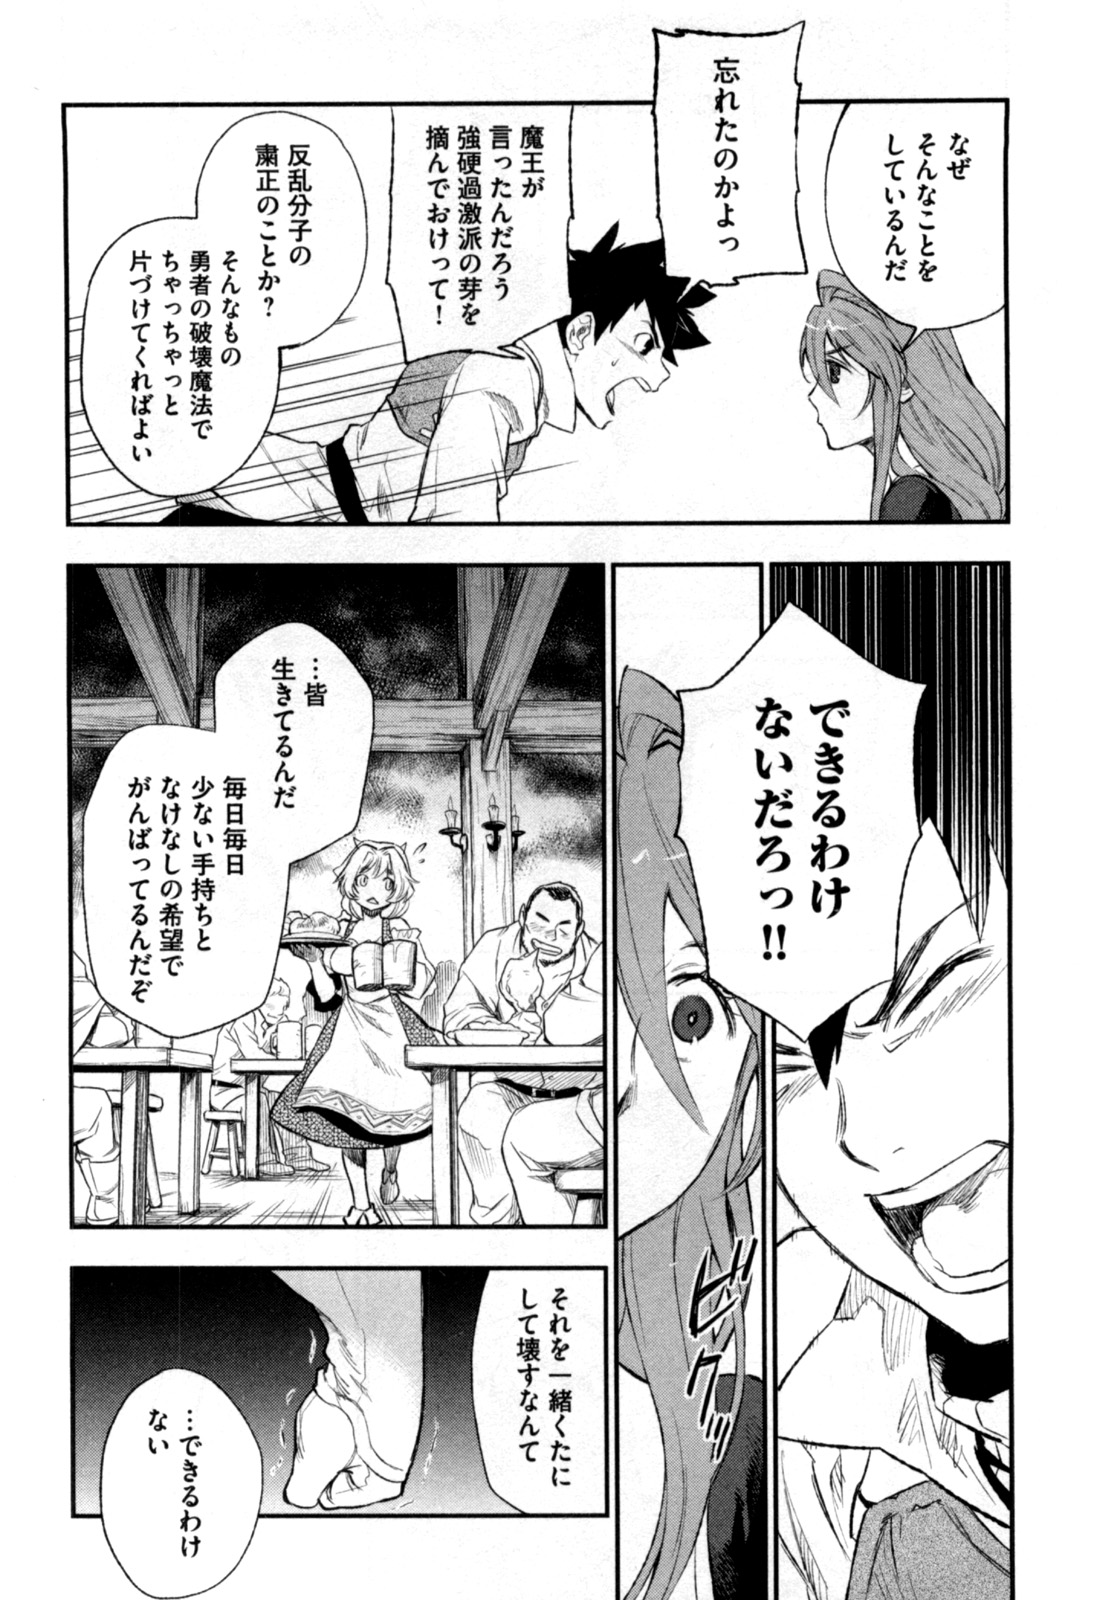 なぜ
そんなことを
しているんだ
忘れたのかよっ
魔王が
言ったんだろう
強硬過激派の芽を
摘んでおけって！
反乱分子の
粛正のことか？
そんなもの
勇者の破壊魔法で
ちゃっちゃっと
片づけてくればよい
できるわけ
ないだろっ!!
ビクッ
…皆
生きてるんだ
毎日毎日
少ない手持ちと
なけなしの希望で
がんばってるんだぞ
それを一緒くたに
して壊すなんて
…できるわけ
ない